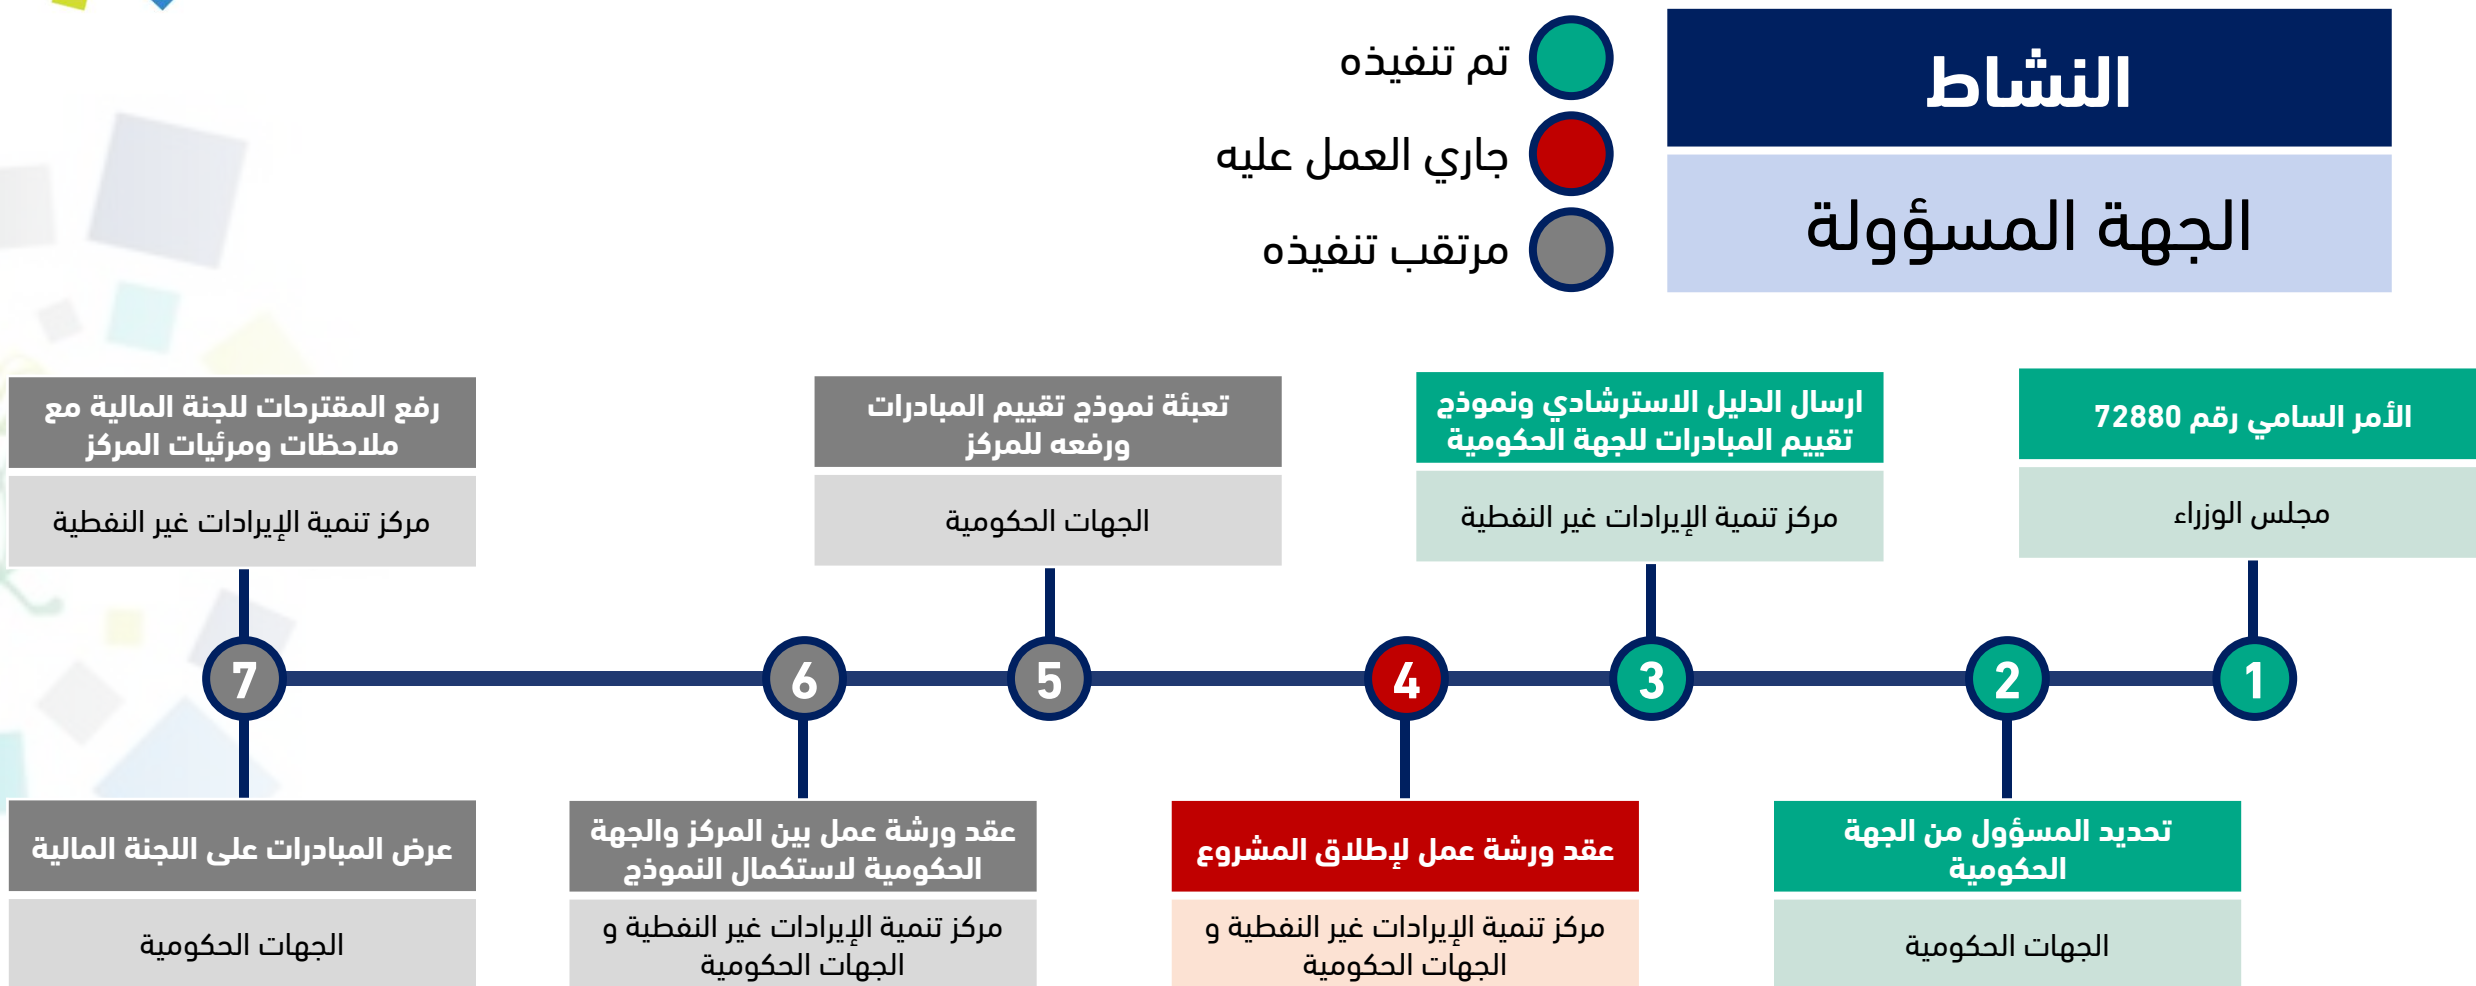 النشاط
الجهة المسؤولة
تم تنفيذه
جاري العمل عليه
مرتقب تنفيذه
الأمر السامي رقم 72880
مجلس الوزراء
ارسال الدليل الاسترشادي ونموذج
تقييم المبادرات للجهة الحكومية
مركز تنمية الإيرادات غير النفطية
تعبئة نموذج تقييم المبادرات
ورفعه للمركز
الجهات الحكومية
رفع المقترحات للجنة المالية مع
ملاحظات ومرئيات المركز
مركز تنمية الإيرادات غير النفطية
1
2
3
4
5
6
7
تحديد المسؤول من الجهة
الحكومية
الجهات الحكومية
عقد ورشة عمل لإطلاق المشروع
مركز تنمية الإيرادات غير النفطية و
الجهات الحكومية
عقد ورشة عمل بين المركز والجهة
الحكومية لاستكمال النموذج
مركز تنمية الإيرادات غير النفطية و
الجهات الحكومية
عرض المبادرات على اللجنة المالية
الجهات الحكومية